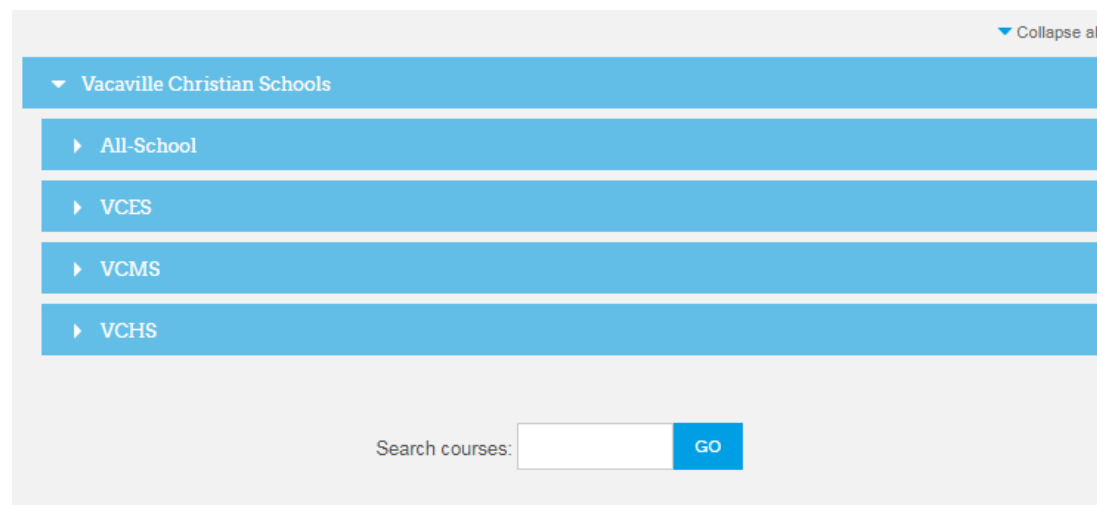 Collapse al
Vacaville Christian Schools
All-School
VCES
VCMS
VCHS
Search courses: GO